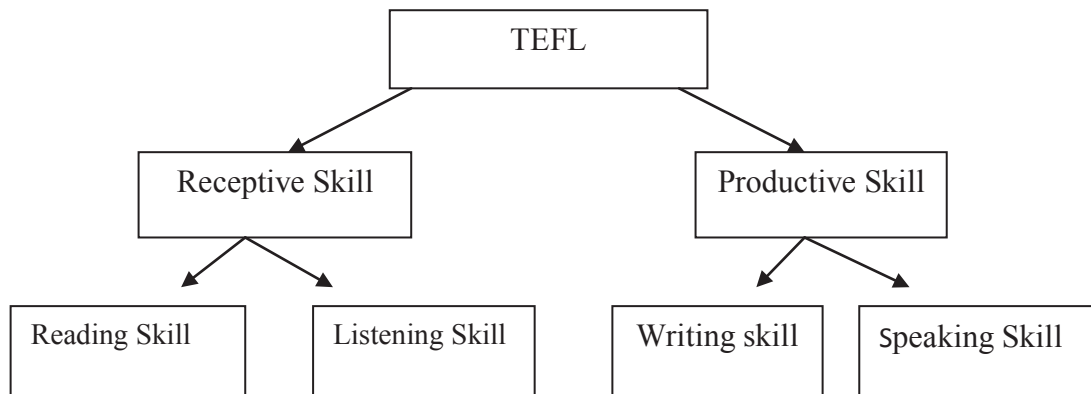 TEFL
Receptive Skill
Productive Skill
Reading Skill
Listening Skill
Writing skill
Speaking Skill